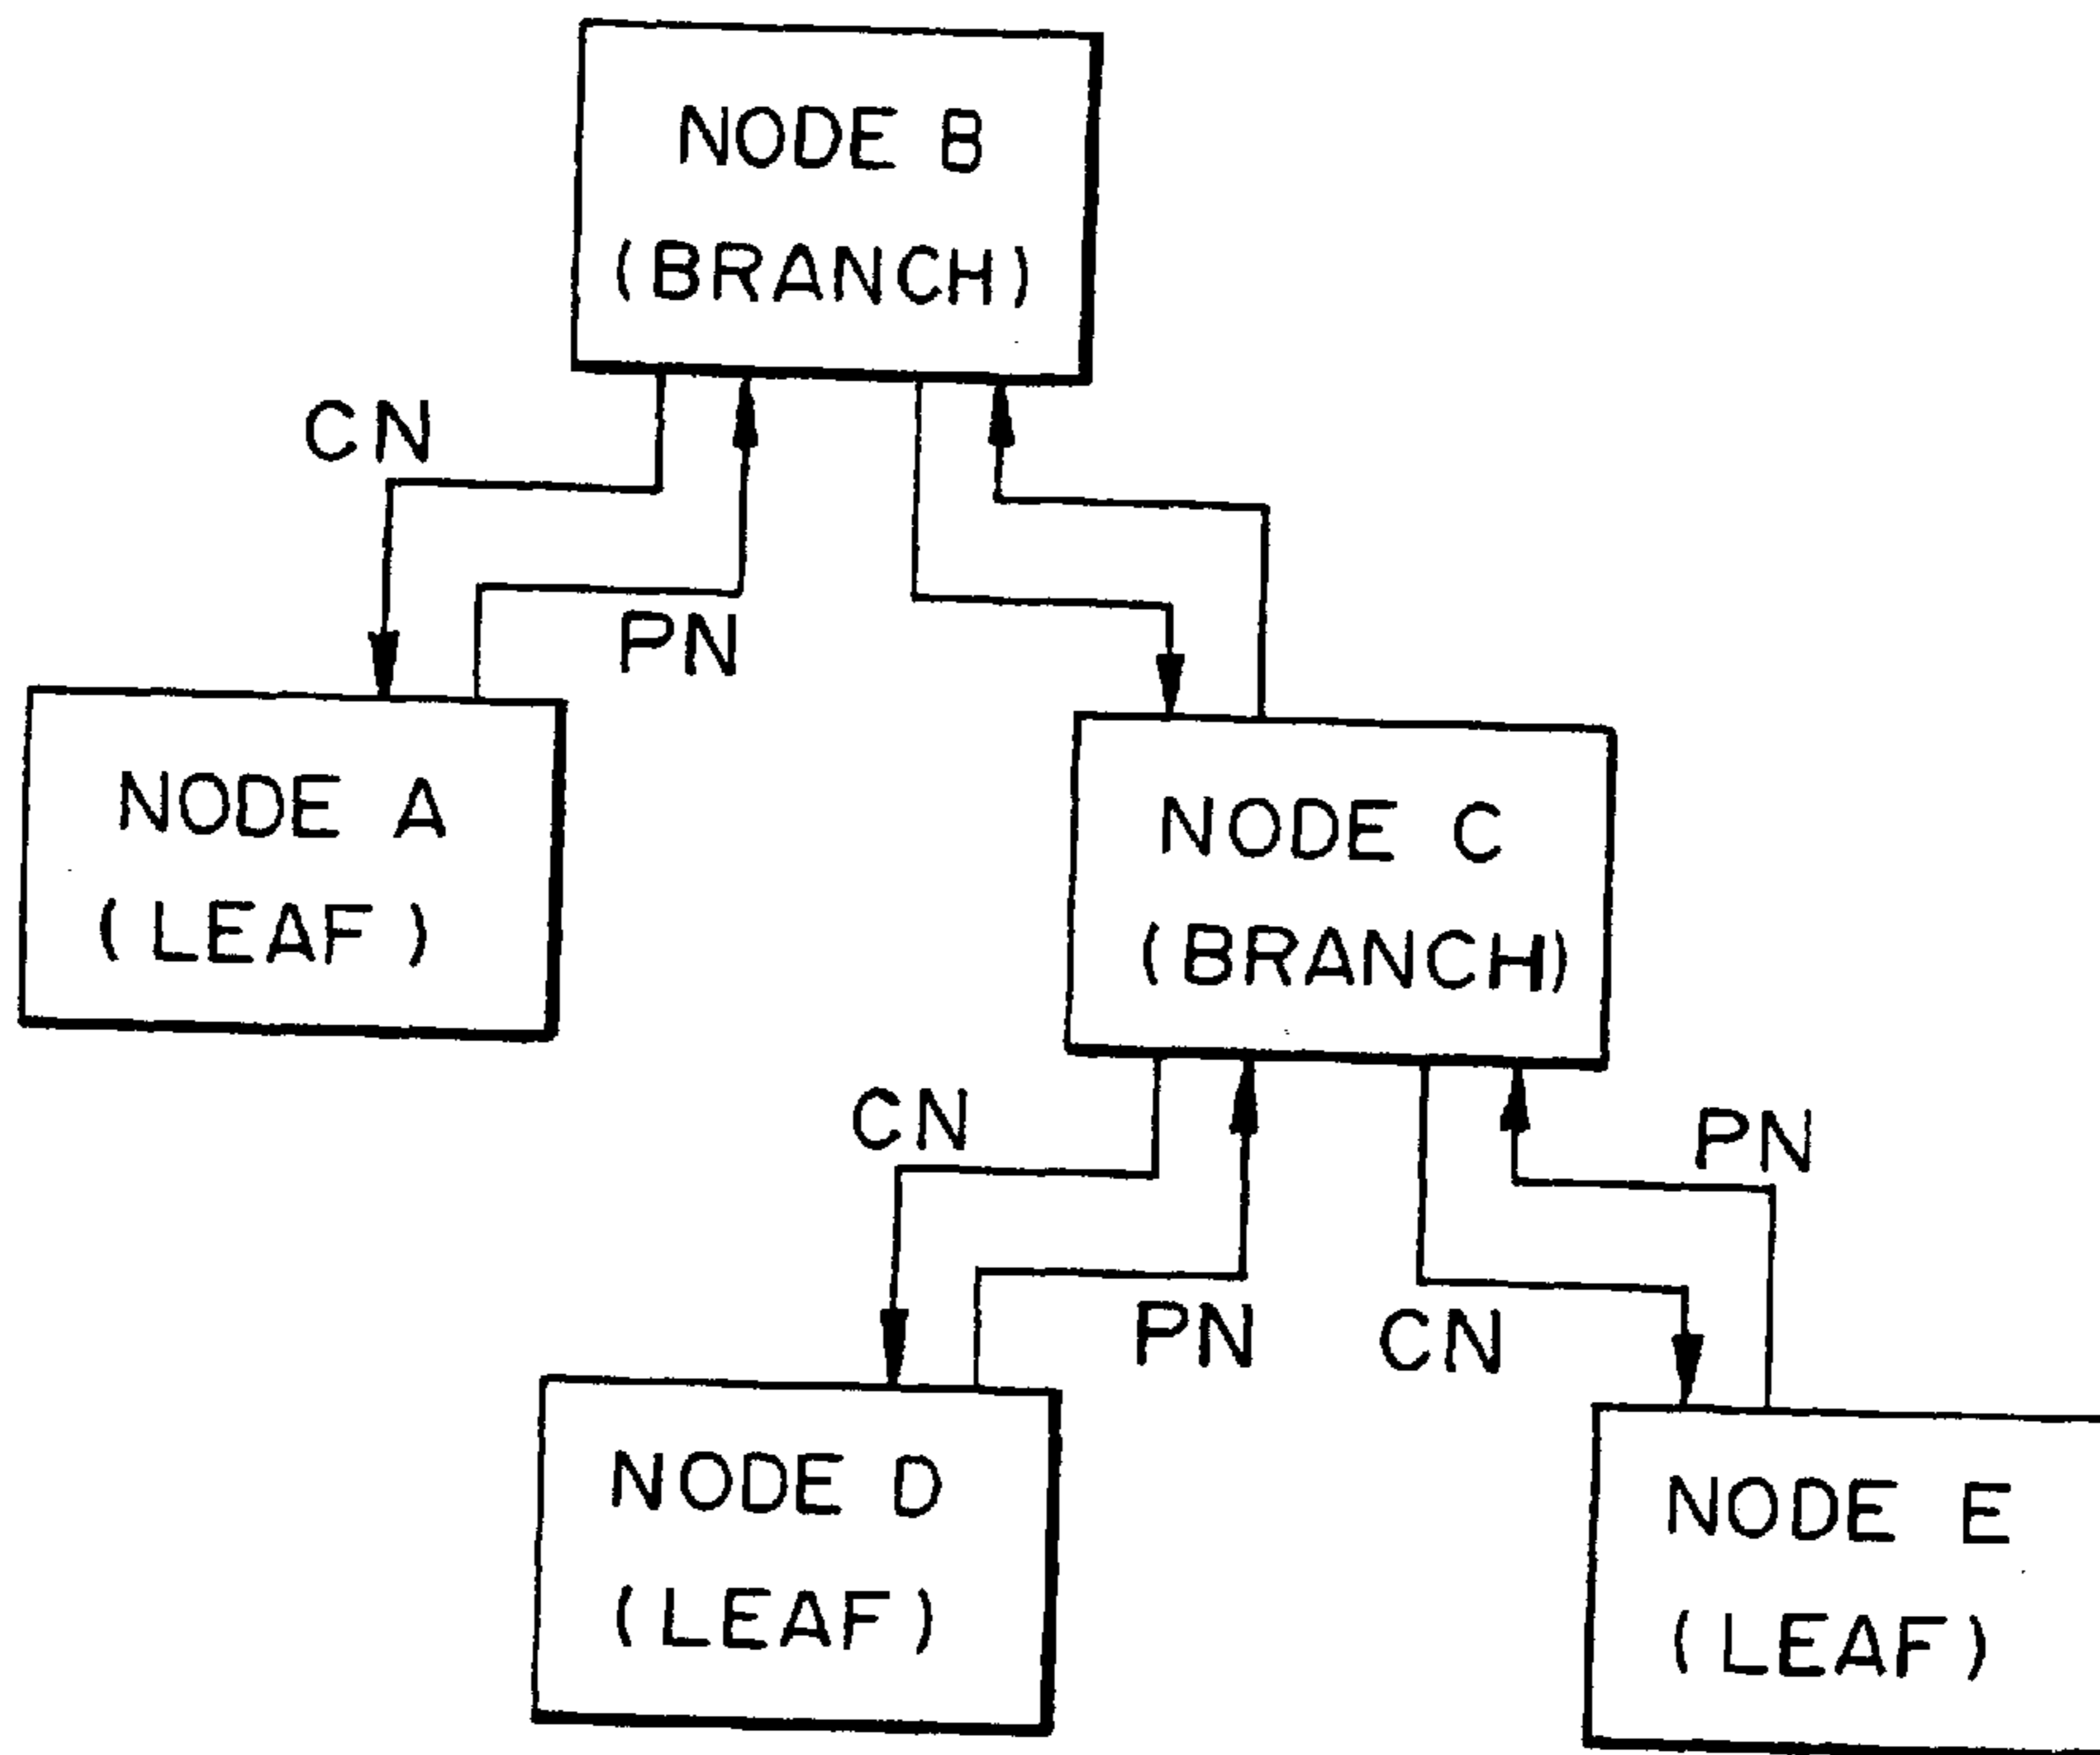 NODE B
(BRANCH)
CN
PN
NODE A
(LEAF)
NODE C
(BRANCH)
CN
PN
PN
CN
NODE D
(LEAF)
NODE E
(LEAF)